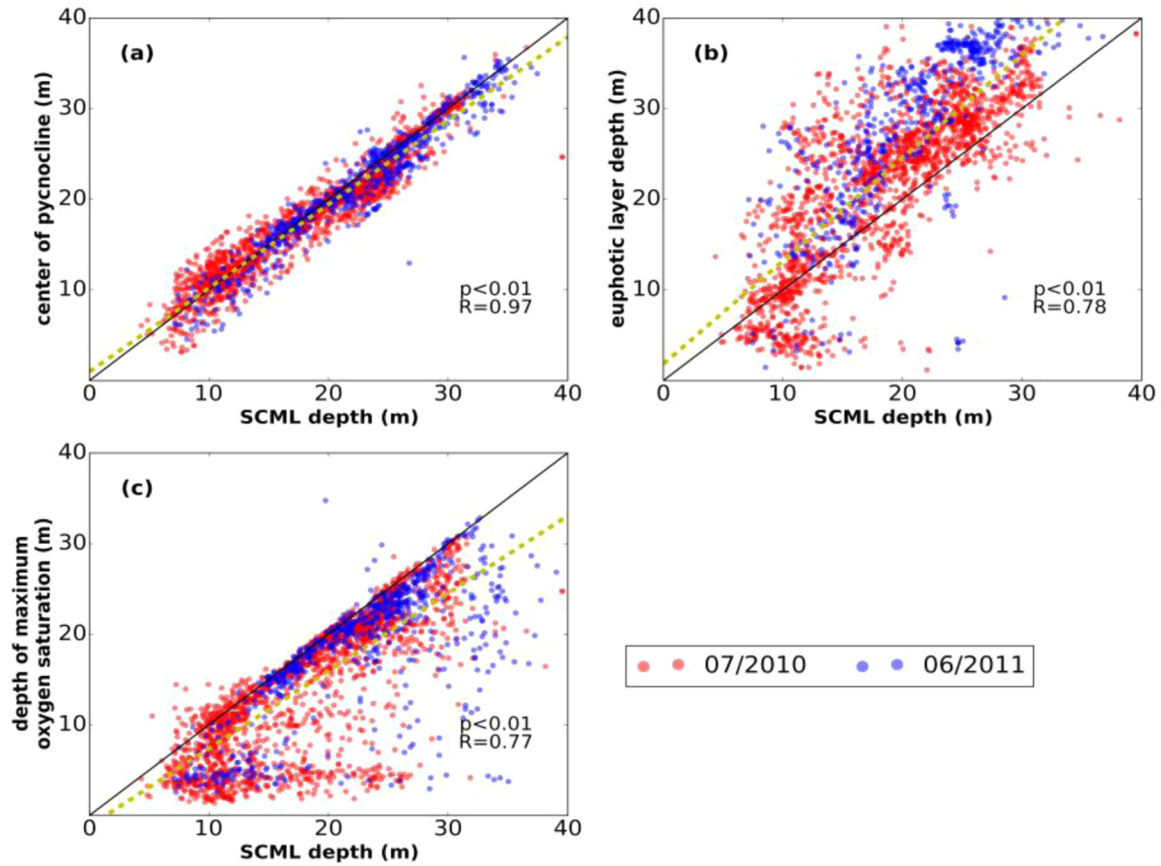 (a)
center of pycnocline (m)
40
30
20
10
p<0.01
R=0.97
0
10
20
30
40
SCML depth (m)
(b)
euphotic layer depth (m)
40
30
20
10
p<0.01
R=0.78
0
10
20
30
40
SCML depth (m)
(c)
depth of maximum
oxygen saturation (m)
40
30
20
10
p<0.01
R=0.77
0
10
20
30
40
SCML depth (m)
07/2010
06/2011